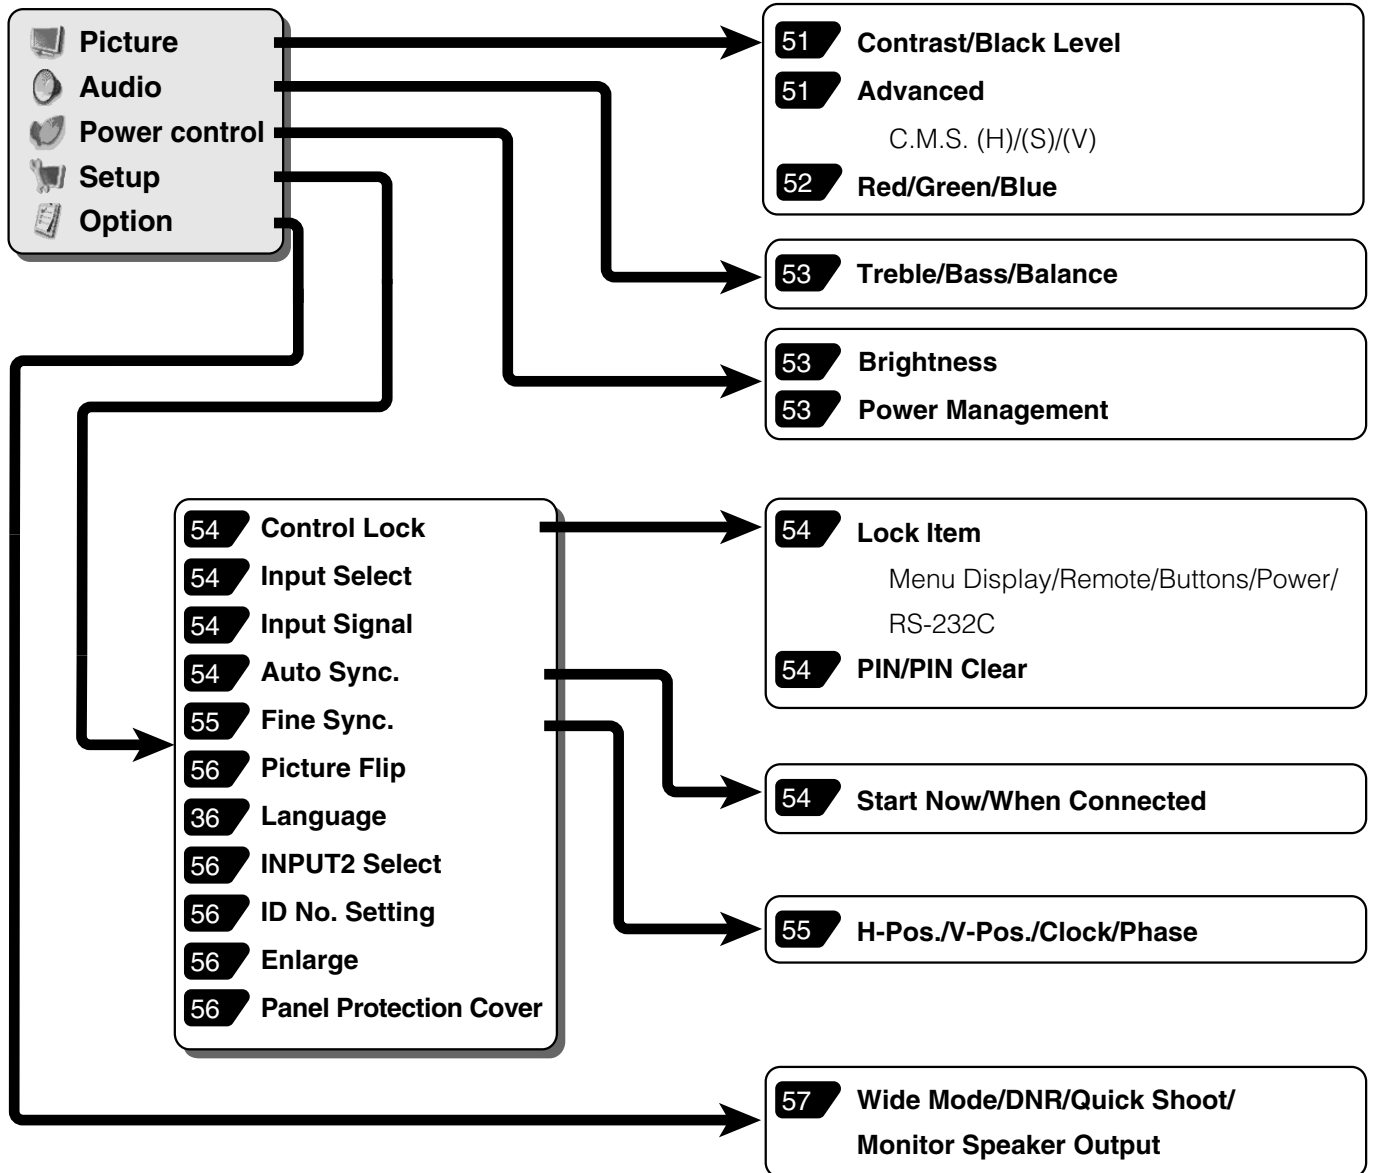 Picture
Audio
Power control
Setup
Option
51 Contrast/Black Level
51 Advanced
C.M.S. (H)/(S)/(V)
52 Red/Green/Blue
53 Treble/Bass/Balance
53 Brightness
53 Power Management
54 Control Lock
54 Input Select
54 Input Signal
54 Auto Sync.
55 Fine Sync.
56 Picture Flip
36 Language
56 INPUT2 Select
56 ID No. Setting
56 Enlarge
56 Panel Protection Cover
54 Lock Item
Menu Display/Remote/Buttons/Power/
RS-232C
54 PIN/PIN Clear
54 Start Now/When Connected
55 H-Pos./V-Pos./Clock/Phase
57 Wide Mode/DNR/Quick Shoot/
Monitor Speaker Output